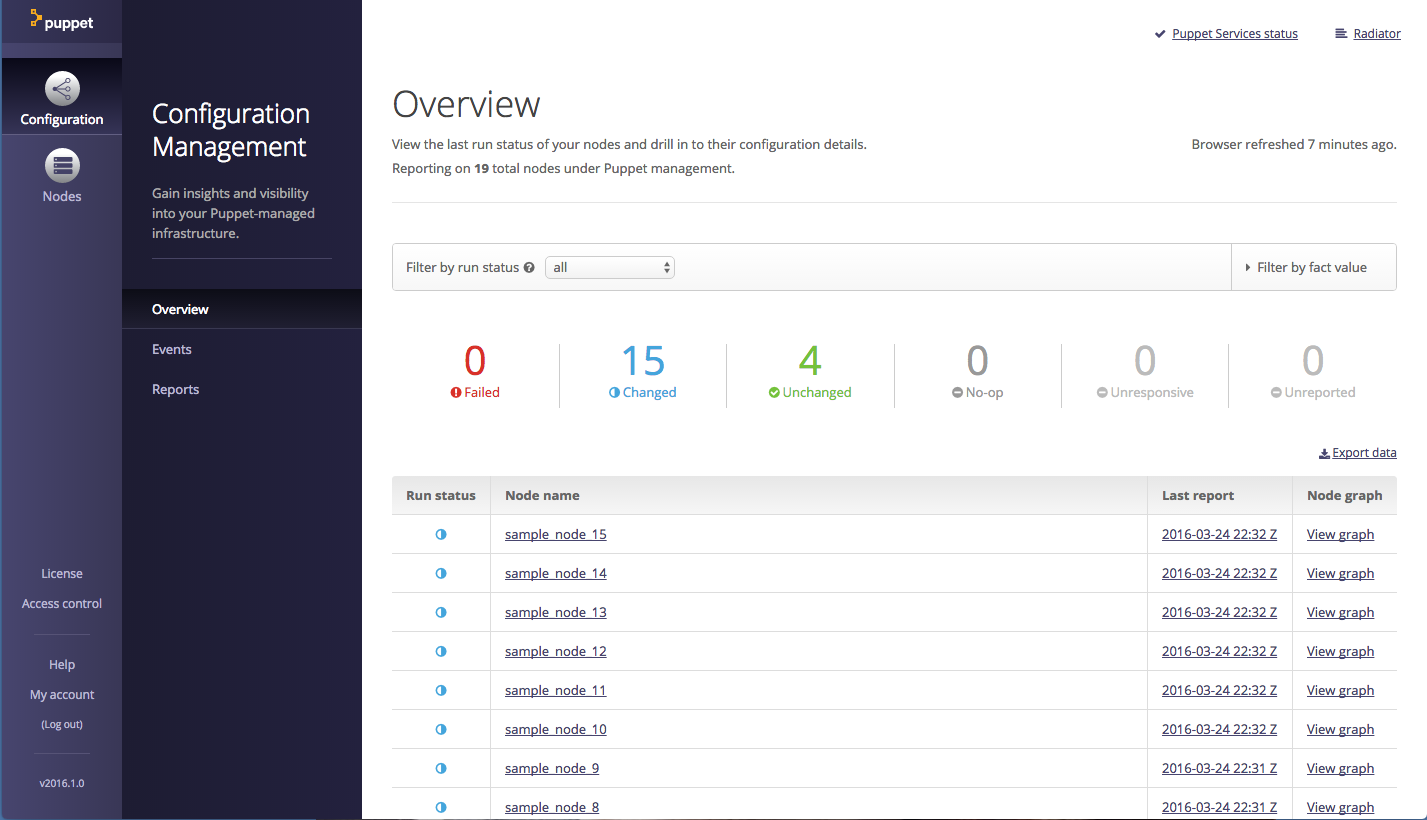 puppet
Configuration
Nodes
License
Access control
Help
My account
(Log out)
v2016.1.0
Configuration
Management
Gain insights and visibility
into your Puppet-managed
infrastructure.
Overview
Events
Reports
Puppet Services status
Radiator
Overview
View the last run status of your nodes and drill in to their configuration details.
Browser refreshed 7 minutes ago.
Reporting on 19 total nodes under Puppet management.
Filter by run status all Filter by fact value
0 15 4 0 0 0
Failed Changed Unchanged No-op Unresponsive Unreported
Export data
Run status Node name Last report Node graph
sample_node_15 2016-03-24 22:32 Z View graph
sample_node_14 2016-03-24 22:32 Z View graph
sample_node_13 2016-03-24 22:32 Z View graph
sample_node_12 2016-03-24 22:32 Z View graph
sample_node_11 2016-03-24 22:32 Z View graph
sample_node_10 2016-03-24 22:32 Z View graph
sample_node_9 2016-03-24 22:31 Z View graph
sample_node_8 2016-03-24 22:31 Z View graph